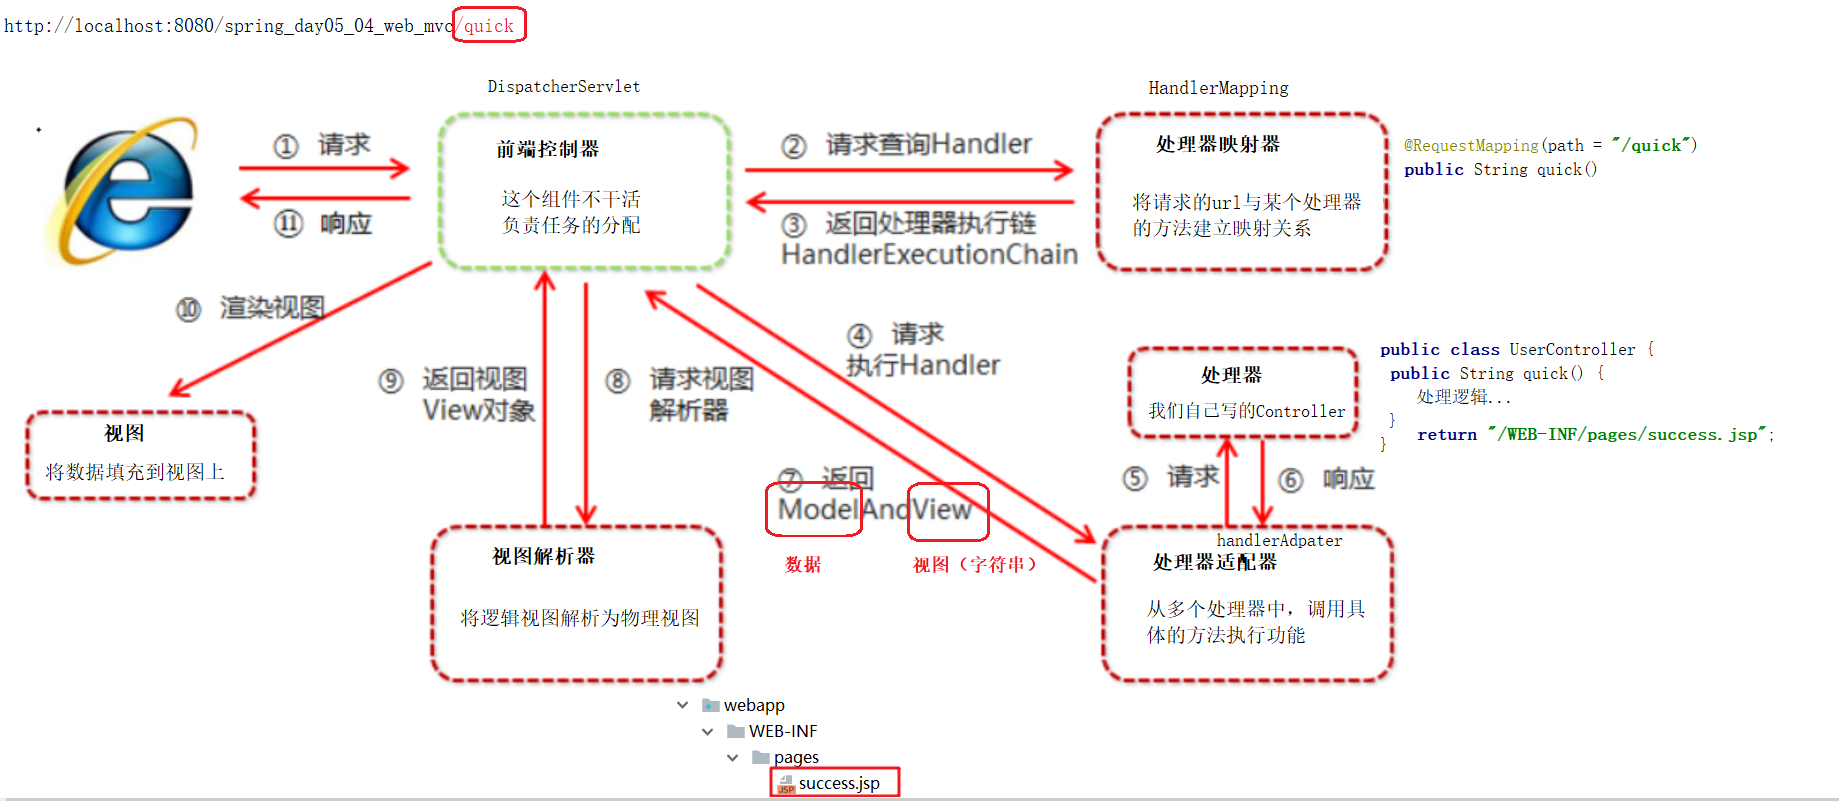 http://localhost:8080/spring_day05_04_web_mvc/quick
DispatcherServlet
HandlerMapping
① 请求
前端控制器
② 请求查询Handler
处理器映射器
@RequestMapping(path = "/quick")
public String quick()
这个组件不干活
负责任务的分配
将请求的url与某个处理器
的方法建立映射关系
⑪ 响应
③ 返回处理器执行链
HandlerExecutionChain
⑩ 渲染视图
④ 请求
执行Handler
⑨ 返回视图
View对象
⑧ 请求视图
解析器
处理器
我们自己写的Controller
public class UserController {
public String quick() {
处理逻辑...
}
return "/WEB-INF/pages/success.jsp";
}
视图
将数据填充到视图上
⑦ 返回
ModelAndView
数据
视图（字符串）
⑤ 请求
⑥ 响应
视图解析器
将逻辑视图解析为物理视图
handlerAdpater
处理器适配器
从多个处理器中，调用具
体的方法执行功能
webapp
WEB-INF
pages
JSP success.jsp